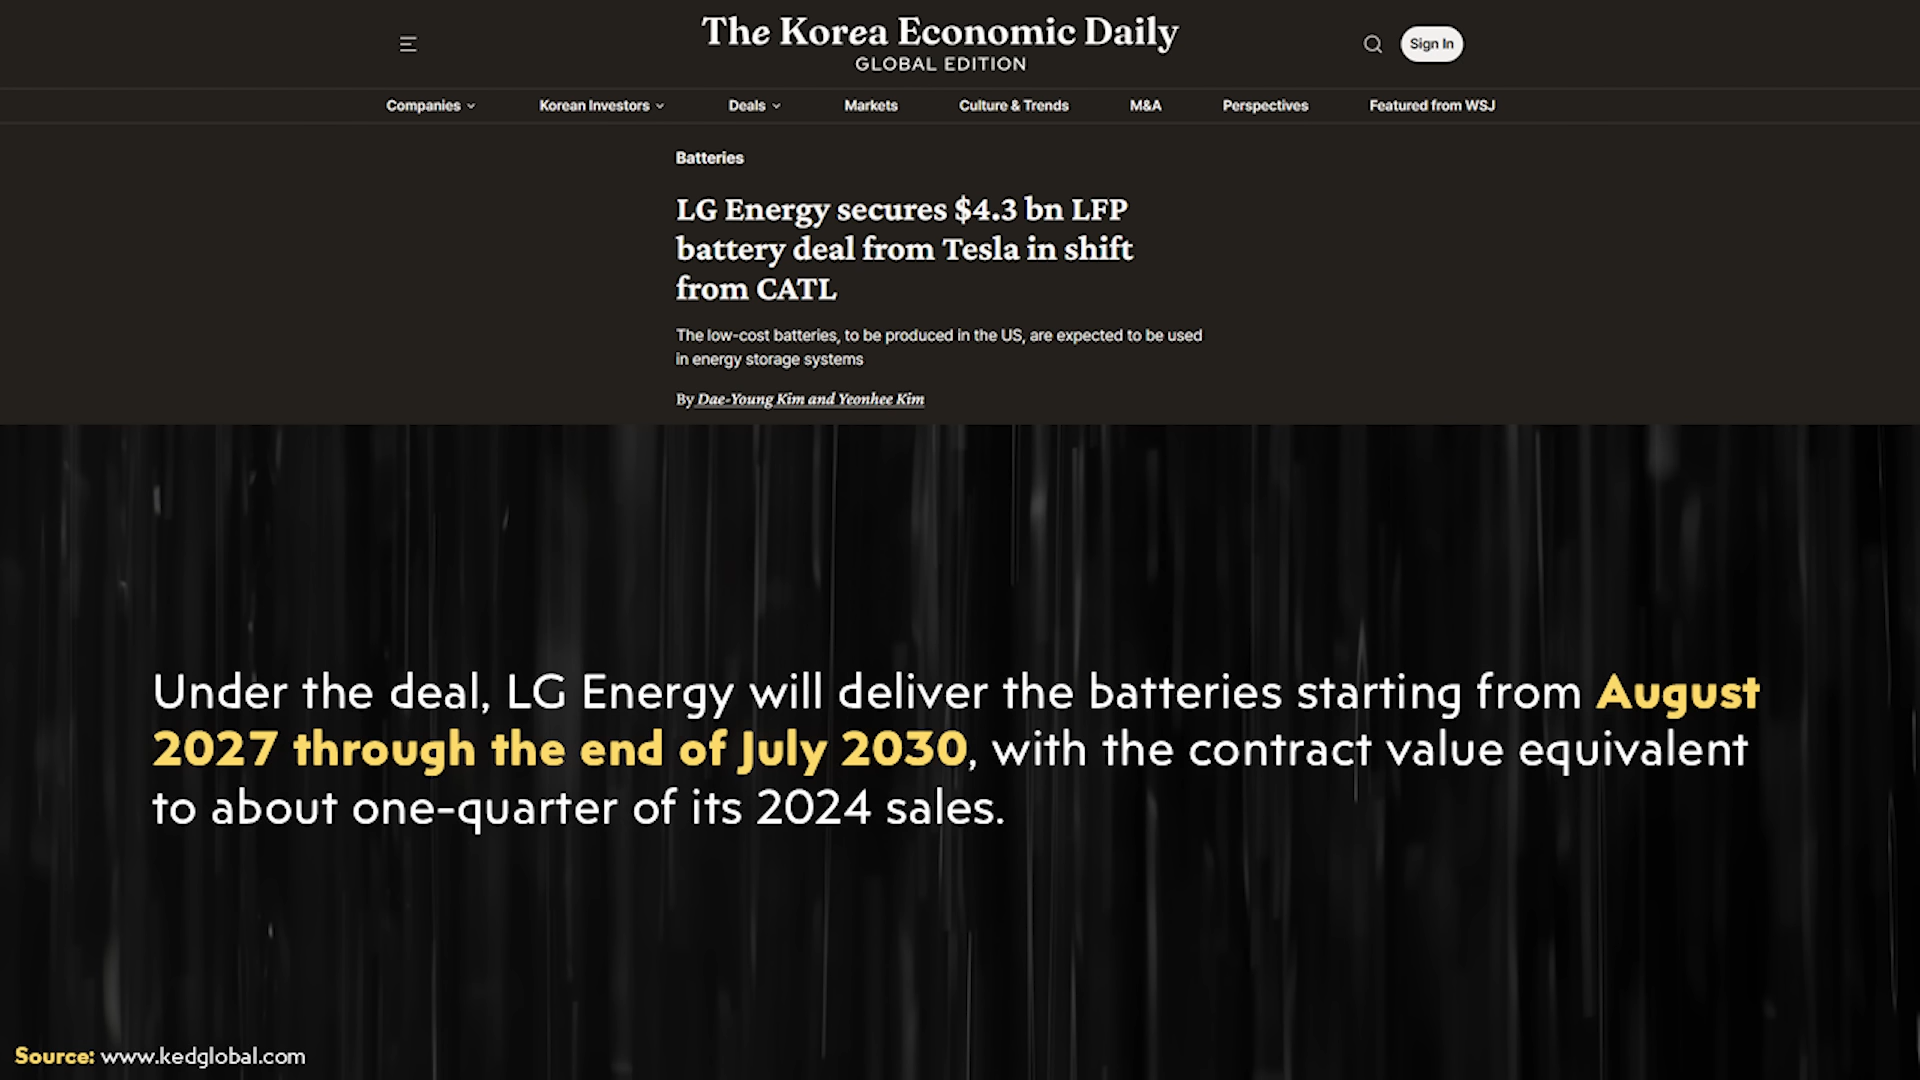 The Korea Economic Daily
GLOBAL EDITION
Sign In
Companies
Korean Investors
Deals
Markets
Culture & Trends
M&A
Perspectives
Featured from WSJ
Batteries
LG Energy secures $4.3 bn LFP
battery deal from Tesla in shift
from CATL
The low-cost batteries, to be produced in the US, are expected to be used
in energy storage systems
By Dae-Young Kim and Yeonhee Kim
Under the deal, LG Energy will deliver the batteries starting from August
2027 through the end of July 2030, with the contract value equivalent
to about one-quarter of its 2024 sales.
Source: www.kedglobal.com